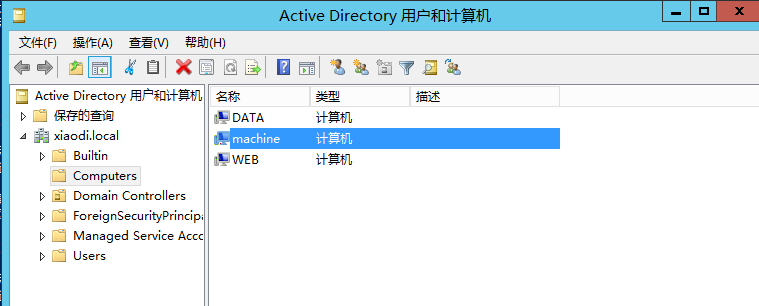 Active Directory 用户和计算机
文件(F) 操作(A) 查看(V) 帮助(H)
Active Directory 用户和计算机
保存的查询
xiaodi.local
Builtin
Computers
Domain Controllers
ForeignSecurityPrincipa
Managed Service Acco
Users
名称 类型 描述
DATA 计算机
machine 计算机
WEB 计算机